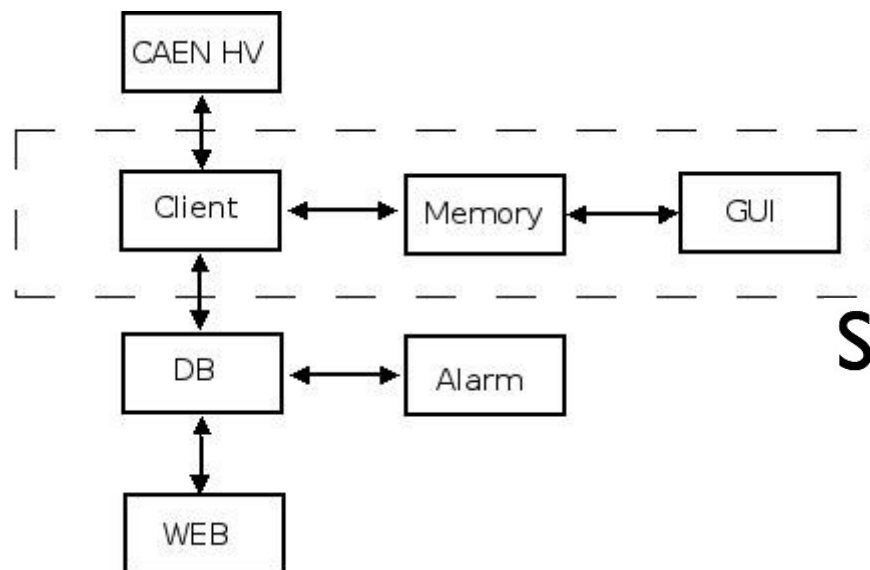 CAEN HV
Client
Memory
GUI
S
DB
Alarm
WEB